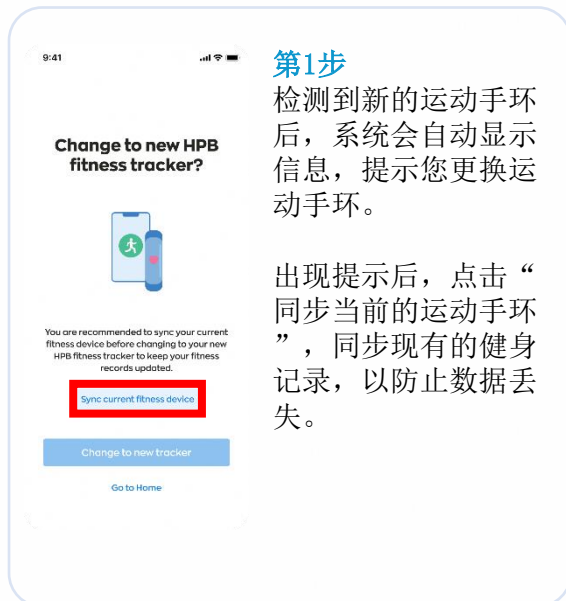 9:41
Change to new HPB
fitness tracker?
You are recommended to sync your current
fitness device before changing to your new
HPB fitness tracker to keep your fitness
records updated.
Sync current fitness device
Change to new tracker
Go to Home
第1步
检测到新的运动手环
后，系统会自动显示
信息，提示您更换运
动手环。
出现提示后，点击“
同步当前的运动手环
”，同步现有的健身
记录，以防止数据丢
失。